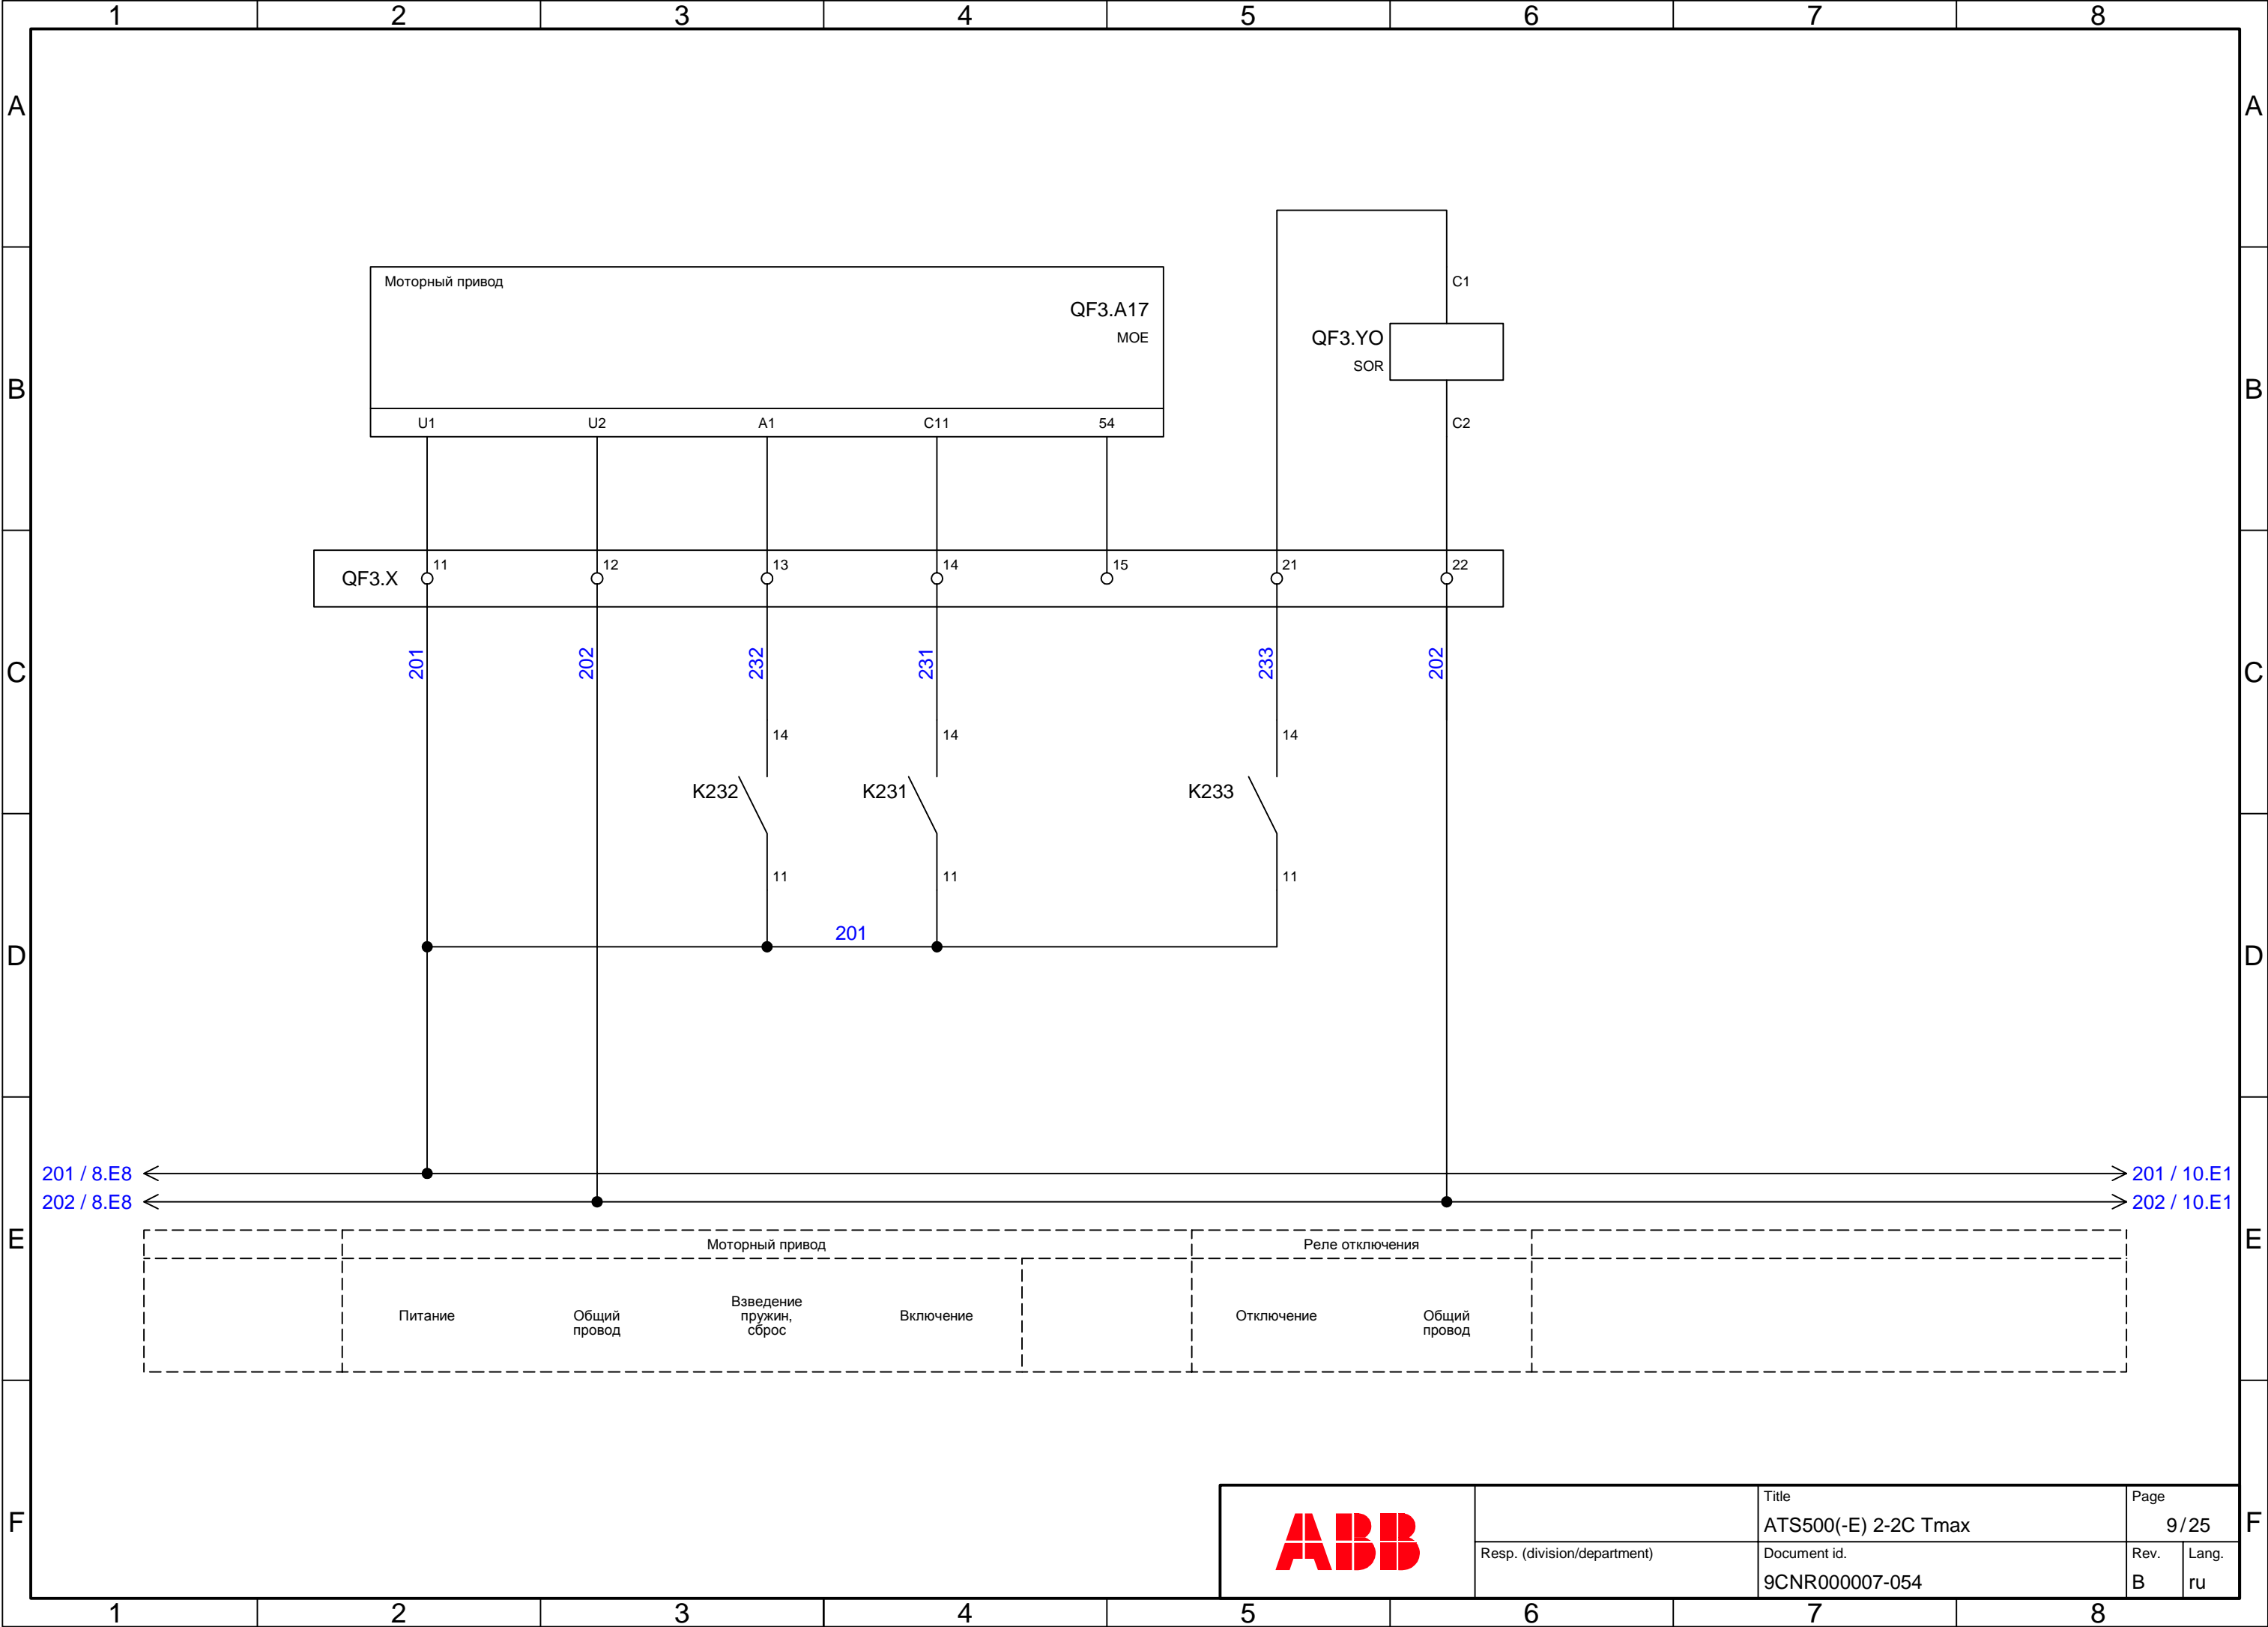 1 2 3 4 5 6 7 8
A A
Моторный привод
QF3.A17
MOE
C1
QF3.YO
SOR
B B
U1 U2 A1 C11 54
C2
QF3.X 11 12 13 14 15 21 22
201 202 232 231 233 202
C C
14 14 14
K232 K231 K233
11 11 11
201
D D
201 / 8.E8 201 / 10.E1
202 / 8.E8 202 / 10.E1
E E
Моторный привод Реле отключения
Питание
Общий
провод
Взведение
пружин,
сброс
Включение
Отключение
Общий
провод
F F
ABB
Title
ATS500(-E) 2-2C Tmax
Page
9/25
Resp. (division/department)
Document id.
9CNR000007-054
Rev.
B
Lang.
ru
1 2 3 4 5 6 7 8